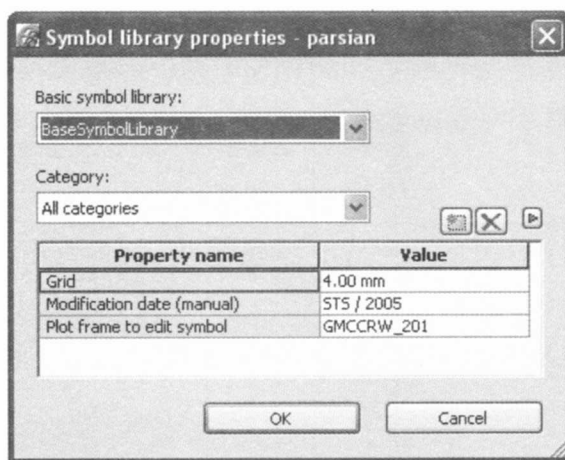 Symbol library properties - parsian
Basic symbol library:
BaseSymbolLibrary
Category:
All categories
Property name Value
Grid 4.00 mm
Modification date (manual) STS / 2005
Plot frame to edit symbol GMCCRW_201
OK Cancel